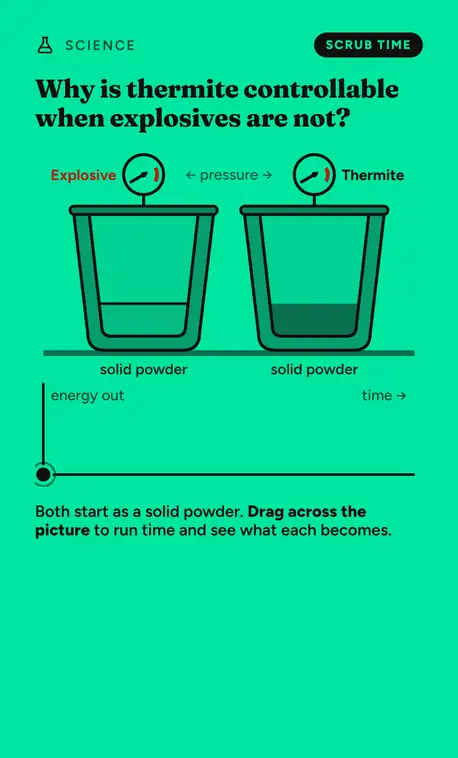 SCIENCE
SCRUB TIME
Why is thermite controllable
when explosives are not?
Explosive
← pressure →
Thermite
solid powder
solid powder
energy out
time →
Both start as a solid powder. Drag across the
picture to run time and see what each becomes.